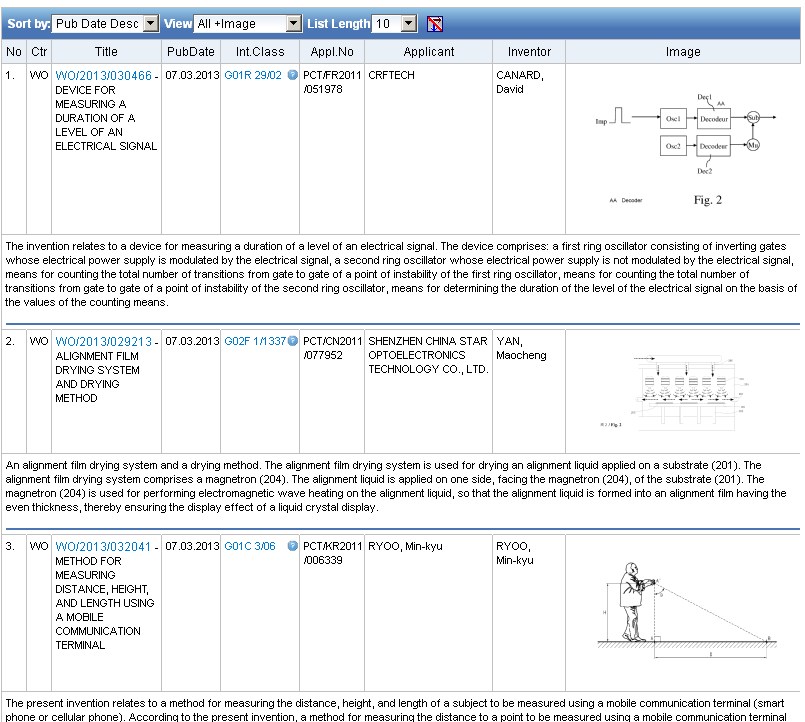 Sort by: Pub Date Desc View All +Image List Length 10
No Ctr Title PubDate Int.Class Appl.No Applicant Inventor Image
1. WO WO/2013/030466 - 07.03.2013 G01R 29/02 ? PCT/FR2011 CRFTECH CANARD,
DEVICE FOR /051978 David
MEASURING A
DURATION OF A
LEVEL OF AN
ELECTRICAL SIGNAL
Dec1
AA
Imp Osc1 Decodeur Sub
Osc2 Decodeur Mu
Dec2
AA Decoder Fig. 2
The invention relates to a device for measuring a duration of a level of an electrical signal. The device comprises: a first ring oscillator consisting of inverting gates
whose electrical power supply is modulated by the electrical signal, a second ring oscillator whose electrical power supply is not modulated by the electrical signal,
means for counting the total number of transitions from gate to gate of a point of instability of the first ring oscillator, means for counting the total number of
transitions from gate to gate of a point of instability of the second ring oscillator, means for determining the duration of the level of the electrical signal on the basis of
the values of the counting means.
2. WO WO/2013/029213 - 07.03.2013 G02F 1/1337 ? PCT/CN2011 SHENZHEN CHINA STAR YAN,
ALIGNMENT FILM /077952 OPTOELECTRONICS Maocheng
DRYING SYSTEM TECHNOLOGY CO., LTD.
AND DRYING
METHOD
An alignment film drying system and a drying method. The alignment film drying system is used for drying an alignment liquid applied on a substrate (201). The
alignment film drying system comprises a magnetron (204). The alignment liquid is applied on one side, facing the magnetron (204), of the substrate (201). The
magnetron (204) is used for performing electromagnetic wave heating on the alignment liquid, so that the alignment liquid is formed into an alignment film having the
even thickness, thereby ensuring the display effect of a liquid crystal display.
3. WO WO/2013/032041 - 07.03.2013 G01C 3/06 ? PCT/KR2011 RYOO, Min-kyu RYOO,
METHOD FOR /006339 Min-kyu
MEASURING
DISTANCE, HEIGHT,
AND LENGTH USING
A MOBILE
COMMUNICATION
TERMINAL
H
The present invention relates to a method for measuring the distance, height, and length of a subject to be measured using a mobile communication terminal (smart
phone or cellular phone). According to the present invention, a method for measuring the distance to a point to be measured using a mobile communication terminal